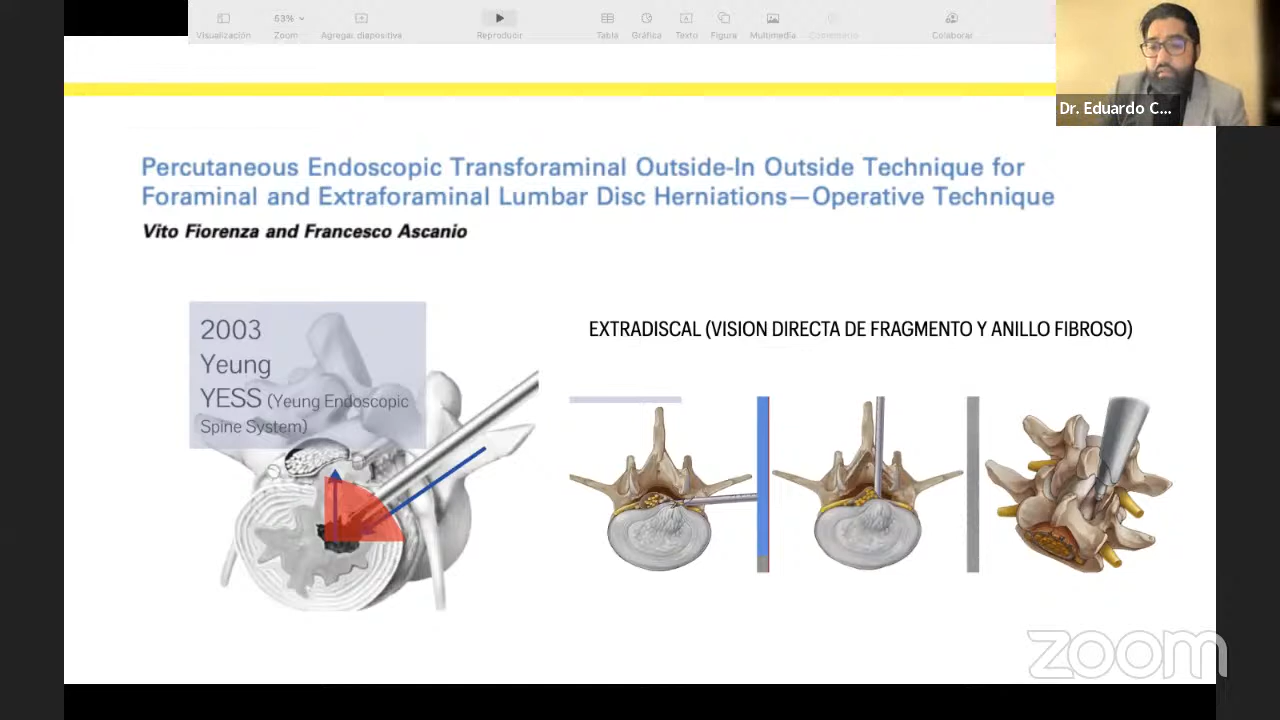 53%
Visualización
Zoom
Agregar diapositiva
Reproducir
Tabla
Gráfica
Texto
Figura
Multimedia
Comentario
Colaborar
Dr. Eduardo C...
Percutaneous Endoscopic Transforaminal Outside-In Outside Technique for
Foraminal and Extraforaminal Lumbar Disc Herniations—Operative Technique
Vito Fiorenza and Francesco Ascanio
2003
Yeung
YESS (Yeung Endoscopic
Spine System)
EXTRADISCAL (VISION DIRECTA DE FRAGMENTO Y ANILLO FIBROSO)
zoom